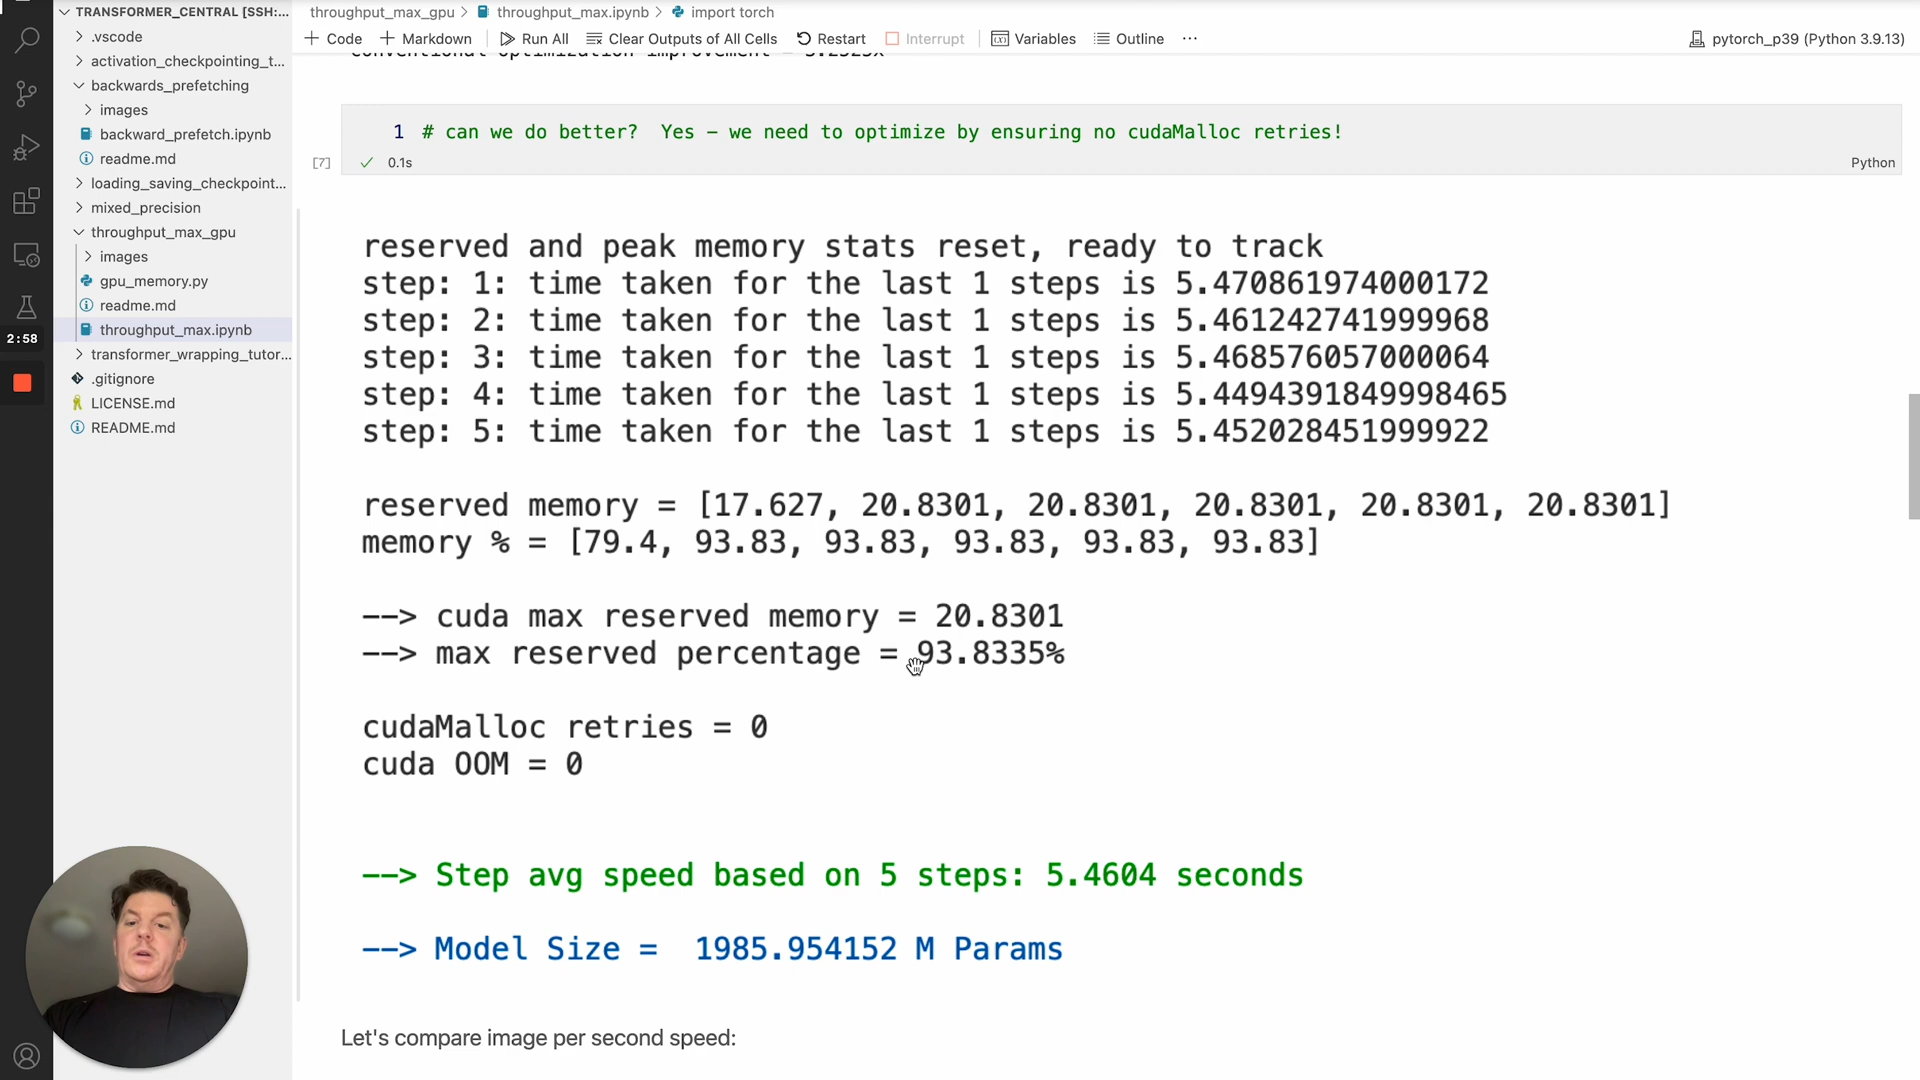 TRANSFORMER_CENTRAL [SSH:...
.vscode
activation_checkpointing_t...
backwards_prefetching
images
backward_prefetch.ipynb
readme.md
loading_saving_checkpoint...
mixed_precision
throughput_max_gpu
images
gpu_memory.py
readme.md
throughput_max.ipynb
transformer_wrapping_tutor...
.gitignore
LICENSE.md
README.md
2:58
throughput_max_gpu > throughput_max.ipynb > import torch
+ Code + Markdown Run All Clear Outputs of All Cells Restart Interrupt Variables Outline ... pytorch_p39 (Python 3.9.13)
conventional optimization improvement = 3.2323x
1 # can we do better?  Yes – we need to optimize by ensuring no cudaMalloc retries!
[7] ✓ 0.1s Python
reserved and peak memory stats reset, ready to track
step: 1: time taken for the last 1 steps is 5.470861974000172
step: 2: time taken for the last 1 steps is 5.461242741999968
step: 3: time taken for the last 1 steps is 5.468576057000064
step: 4: time taken for the last 1 steps is 5.4494391849998465
step: 5: time taken for the last 1 steps is 5.452028451999922
reserved memory = [17.627, 20.8301, 20.8301, 20.8301, 20.8301, 20.8301]
memory % = [79.4, 93.83, 93.83, 93.83, 93.83, 93.83]
--> cuda max reserved memory = 20.8301
--> max reserved percentage = 93.8335%
cudaMalloc retries = 0
cuda OOM = 0
--> Step avg speed based on 5 steps: 5.4604 seconds
--> Model Size =  1985.954152 M Params
Let's compare image per second speed: